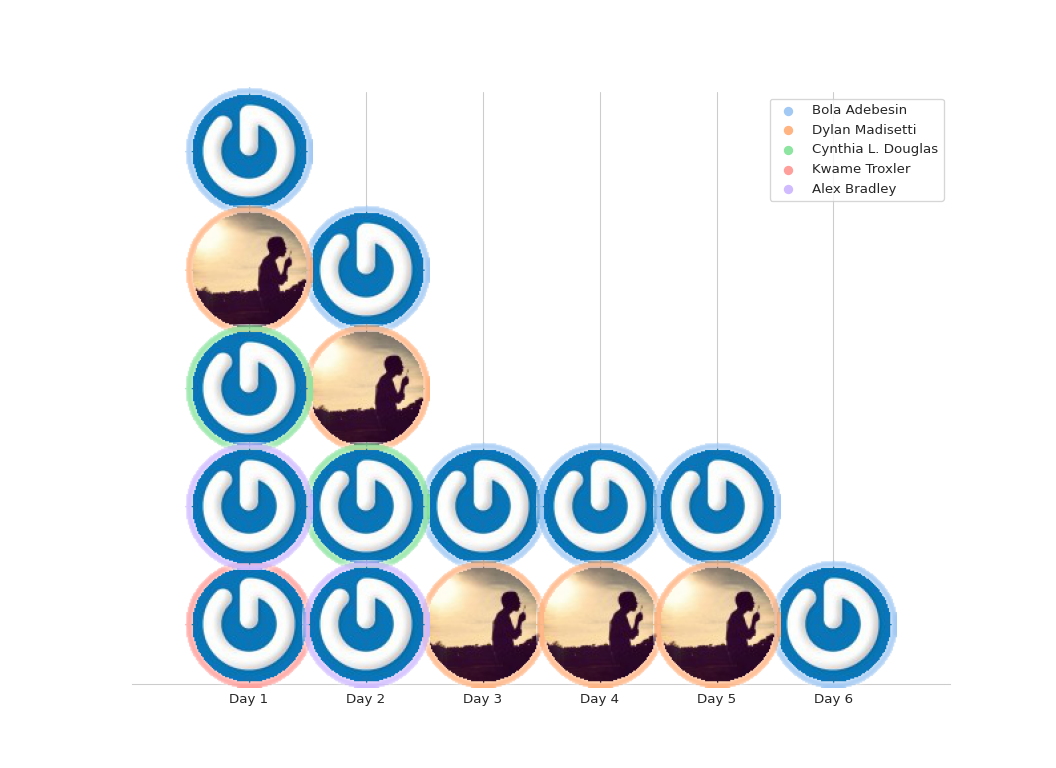 Bola Adebesin
Dylan Madisetti
Cynthia L. Douglas
Kwame Troxler
Alex Bradley
Day 1
Day 2
Day 3
Day 4
Day 5
Day 6